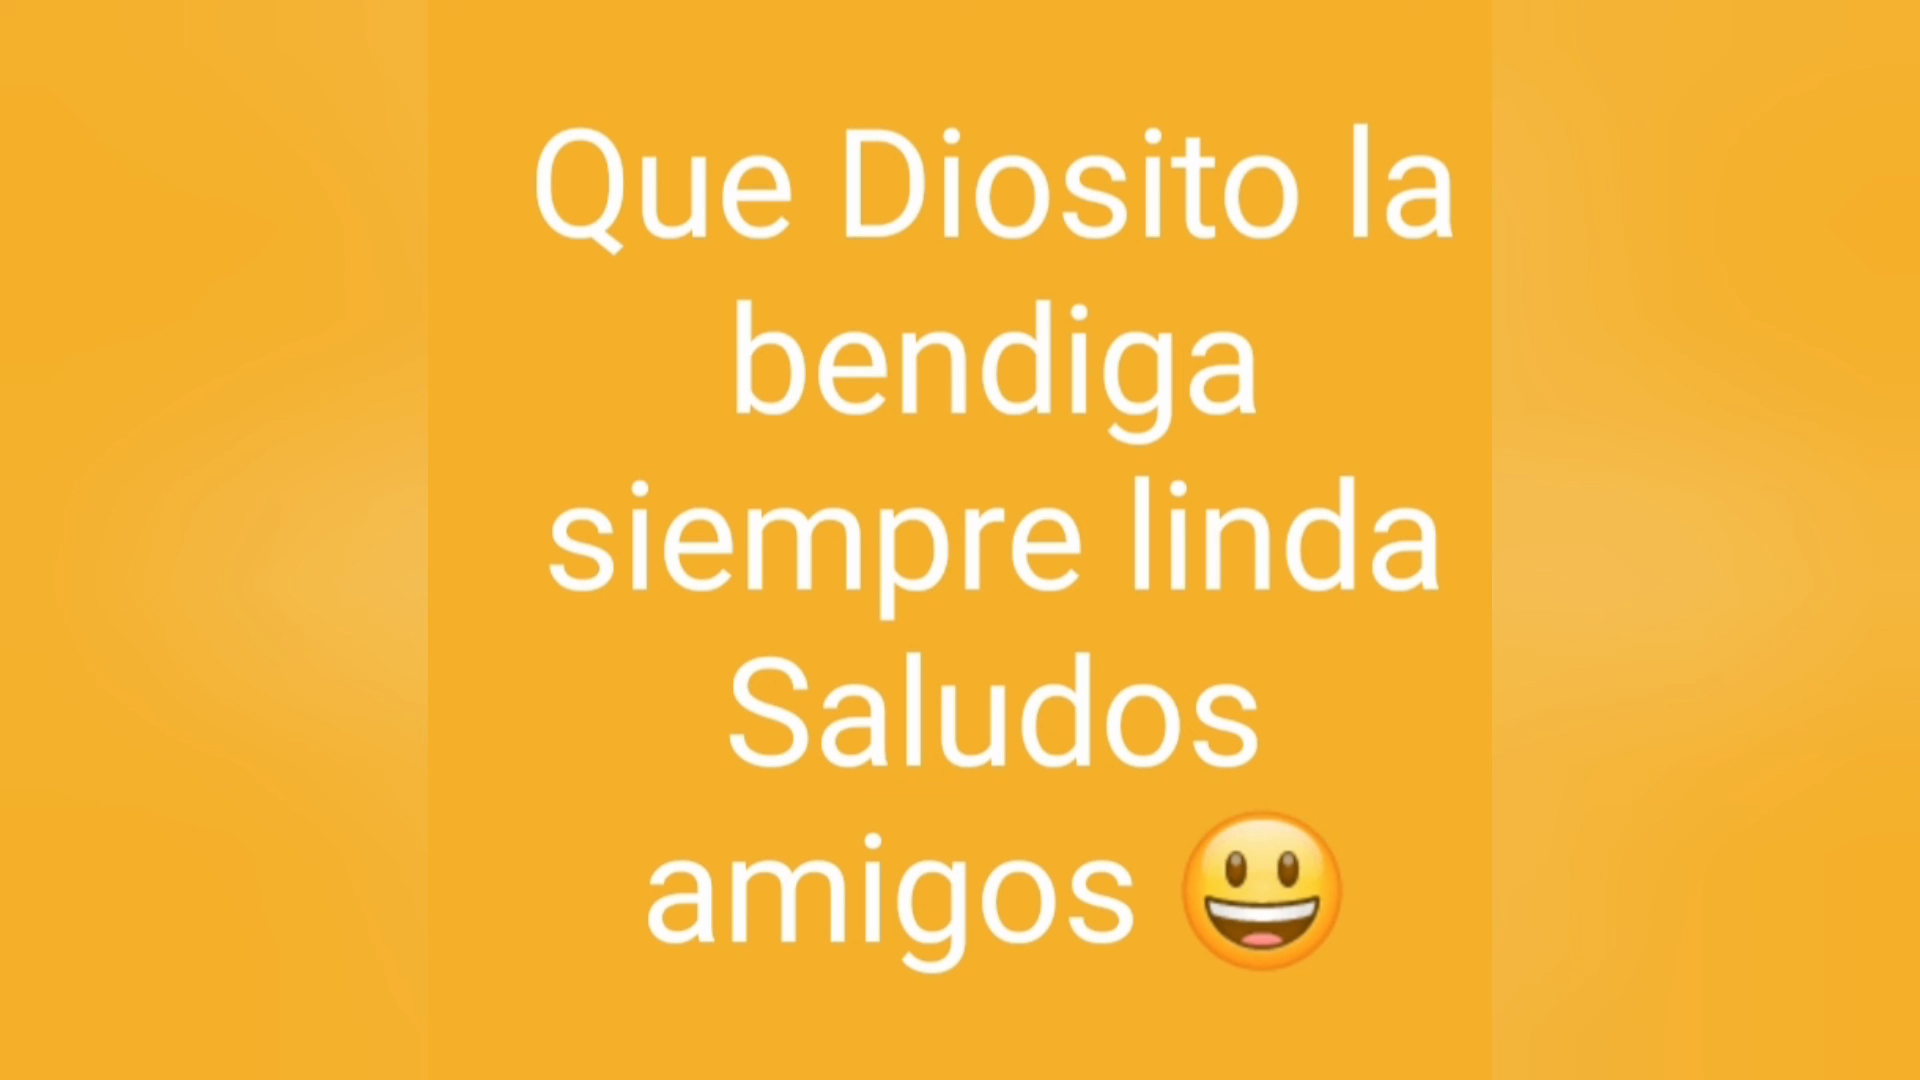 Que Diosito la
bendiga
siempre linda
Saludos
amigos 😃